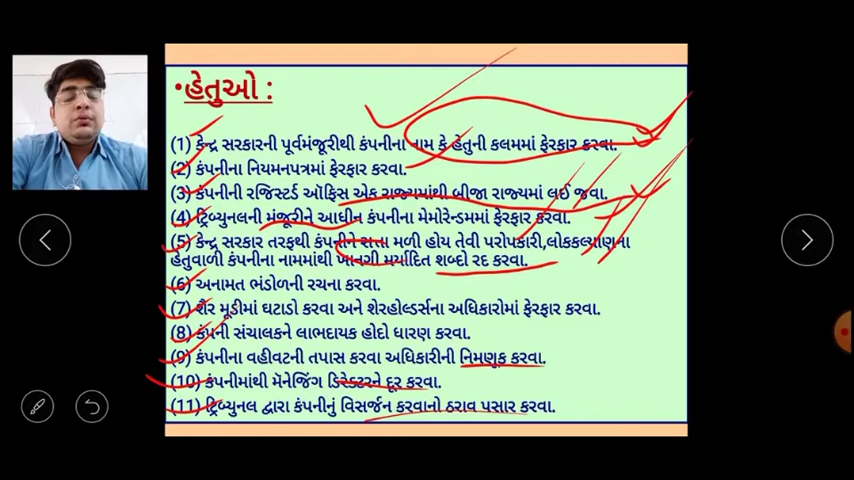 •હેતુઓ :
(1) કેન્દ્ર સરકારની પૂર્વમંજૂરીથી કંપનીના નામ કે હેતુની કલમમાં ફેરફાર કરવા.
(2) કંપનીના નિયમનપત્રમાં ફેરફાર કરવા.
(3) કંપનીની રજિસ્ટર્ડ ઑફિસ એક રાજ્યમાંથી બીજા રાજ્યમાં લઈ જવા.
(4) ટ્રિબ્યુનલની મંજૂરીને આધીન કંપનીના મેમોરેન્ડમમાં ફેરફાર કરવા.
(5) કેન્દ્ર સરકાર તરફથી કંપનીને સત્તા મળી હોય તેવી પરોપકારી,લોકકલ્યાણના
હેતુવાળી કંપનીના નામમાંથી ખાનગી મર્યાદિત શબ્દો રદ કરવા.
(6) અનામત ભંડોળની રચના કરવા.
(7) શૅર મૂડીમાં ઘટાડો કરવા અને શેરહોલ્ડર્સના અધિકારોમાં ફેરફાર કરવા.
(8) કંપની સંચાલકને લાભદાયક હોદો ધારણ કરવા.
(9) કંપનીના વહીવટની તપાસ કરવા અધિકારીની નિમણૂક કરવા.
(10) કંપનીમાંથી મૅનેજિંગ ડિરેક્ટરને દૂર કરવા.
(11) ટ્રિબ્યુનલ દ્વારા કંપનીનું વિસર્જન કરવાનો ઠરાવ પસાર કરવા.